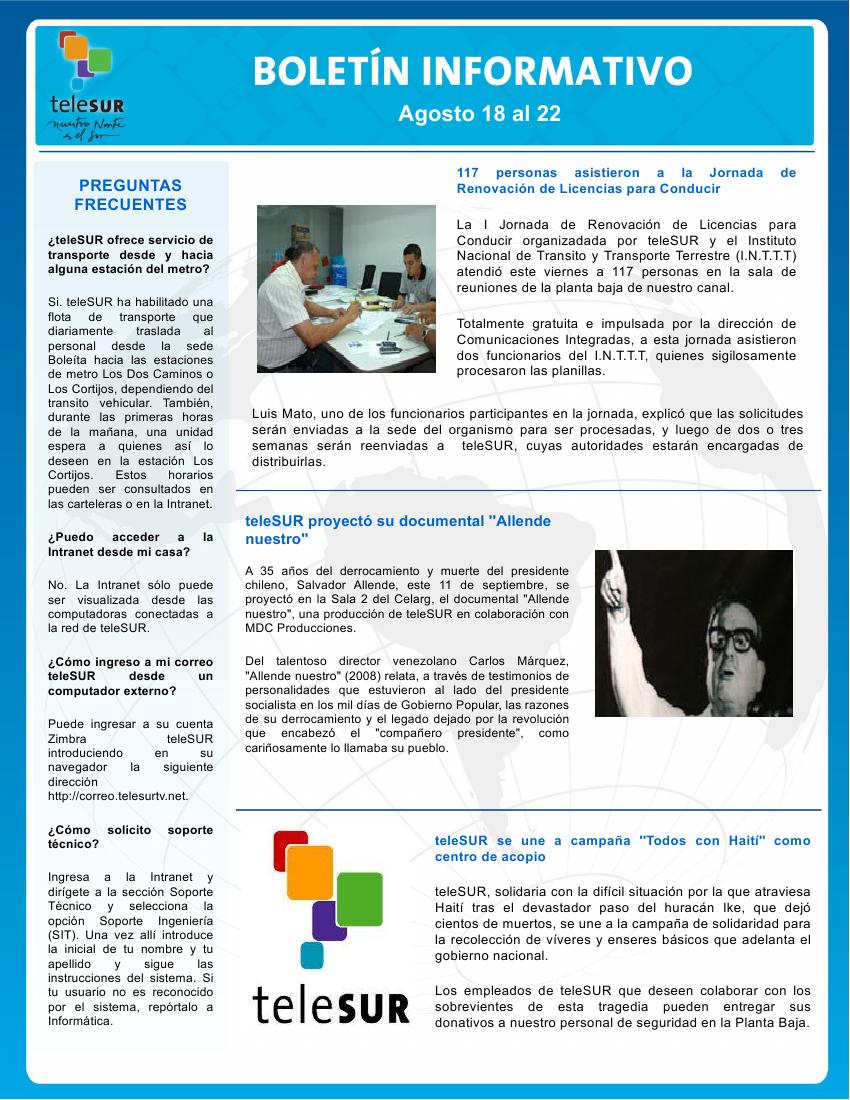 teleSUR
nuestro Norte
es el Sur
BOLETÍN INFORMATIVO
Agosto 18 al 22
PREGUNTAS
FRECUENTES
¿teleSUR ofrece servicio de
transporte desde y hacia
alguna estación del metro?
Si. teleSUR ha habilitado una
flota de transporte que
diariamente traslada al
personal desde la sede
Boleíta hacia las estaciones
de metro Los Dos Caminos o
Los Cortijos, dependiendo del
transito vehicular. También,
durante las primeras horas
de la mañana, una unidad
espera a quienes así lo
deseen en la estación Los
Cortijos. Estos horarios
pueden ser consultados en
las carteleras o en la Intranet.
¿Puedo acceder a la
Intranet desde mi casa?
No. La Intranet sólo puede
ser visualizada desde las
computadoras conectadas a
la red de teleSUR.
¿Cómo ingreso a mi correo
teleSUR desde un
computador externo?
Puede ingresar a su cuenta
Zimbra teleSUR
introduciendo en su
navegador la siguiente
dirección
http://correo.telesurtv.net.
¿Cómo solicito soporte
técnico?
Ingresa a la Intranet y
dirígete a la sección Soporte
Técnico y selecciona la
opción Soporte Ingeniería
(SIT). Una vez allí introduce
la inicial de tu nombre y tu
apellido y sigue las
instrucciones del sistema. Si
tu usuario no es reconocido
por el sistema, repórtalo a
Informática.
117 personas asistieron a la Jornada de
Renovación de Licencias para Conducir
La I Jornada de Renovación de Licencias para
Conducir organizadada por teleSUR y el Instituto
Nacional de Transito y Transporte Terrestre (I.N.T.T.T)
atendió este viernes a 117 personas en la sala de
reuniones de la planta baja de nuestro canal.
Totalmente gratuita e impulsada por la dirección de
Comunicaciones Integradas, a esta jornada asistieron
dos funcionarios del I.N.T.T.T, quienes sigilosamente
procesaron las planillas.
Luis Mato, uno de los funcionarios participantes en la jornada, explicó que las solicitudes
serán enviadas a la sede del organismo para ser procesadas, y luego de dos o tres
semanas serán reenviadas a teleSUR, cuyas autoridades estarán encargadas de
distribuirlas.
teleSUR proyectó su documental "Allende
nuestro"
A 35 años del derrocamiento y muerte del presidente
chileno, Salvador Allende, este 11 de septiembre, se
proyectó en la Sala 2 del Celarg, el documental "Allende
nuestro", una producción de teleSUR en colaboración con
MDC Producciones.
Del talentoso director venezolano Carlos Márquez,
"Allende nuestro" (2008) relata, a través de testimonios de
personalidades que estuvieron al lado del presidente
socialista en los mil días de Gobierno Popular, las razones
de su derrocamiento y el legado dejado por la revolución
que encabezó el "compañero presidente", como
cariñosamente lo llamaba su pueblo.
teleSUR
teleSUR se une a campaña "Todos con Haití" como
centro de acopio
teleSUR, solidaria con la difícil situación por la que atraviesa
Haití tras el devastador paso del huracán Ike, que dejó
cientos de muertos, se une a la campaña de solidaridad para
la recolección de víveres y enseres básicos que adelanta el
gobierno nacional.
Los empleados de teleSUR que deseen colaborar con los
sobrevientes de esta tragedia pueden entregar sus
donativos a nuestro personal de seguridad en la Planta Baja.